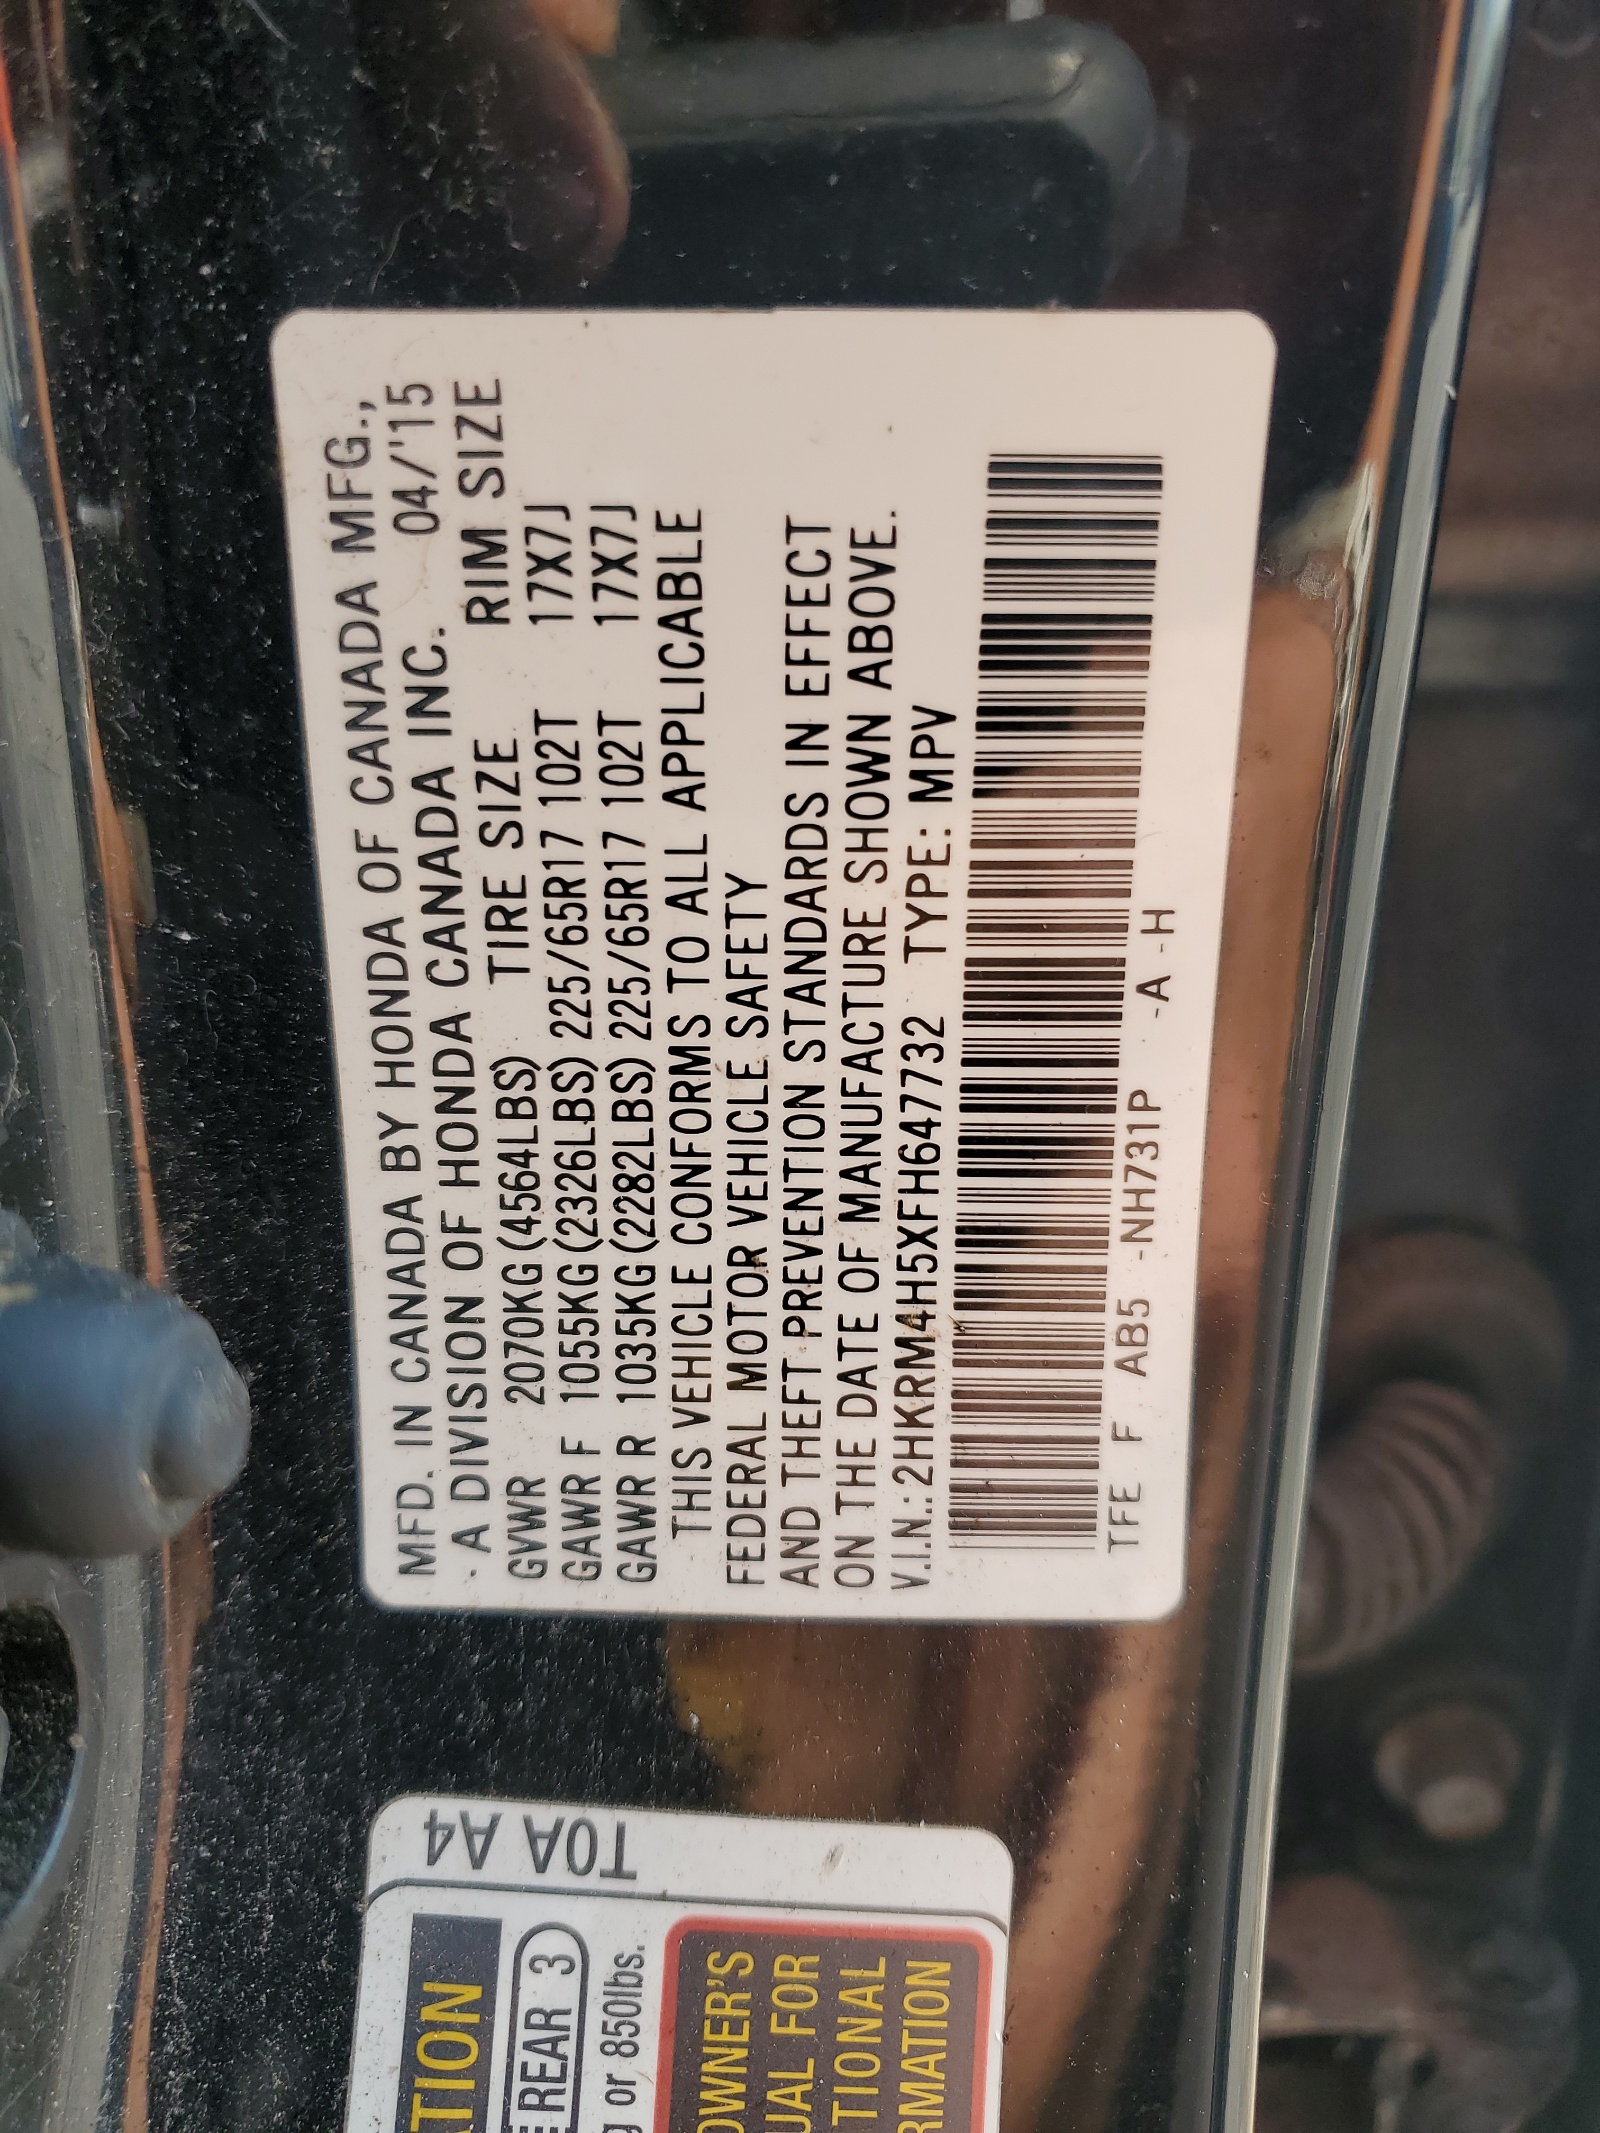 MFD. IN CANADA BY HONDA OF CANADA MFG.,
A DIVISION OF HONDA CANADA INC. 04/'15
GVWR 2070KG (4564LBS) TIRE SIZE RIM SIZE
GAWR F 1055KG (2326LBS) 225/65R17 102T 17X7J
GAWR R 1035KG (2282LBS) 225/65R17 102T 17X7J
THIS VEHICLE CONFORMS TO ALL APPLICABLE
FEDERAL MOTOR VEHICLE SAFETY
AND THEFT PREVENTION STANDARDS IN EFFECT
ON THE DATE OF MANUFACTURE SHOWN ABOVE.
V.I.N.: 2HKRM4H5XFH647732 TYPE: MPV
TFE F AB5 -NH731P -A -H
T0A A4
ATION
E REAR 3
g or 850lbs.
OWNER'S
UAL FOR
TIONAL
RMATION